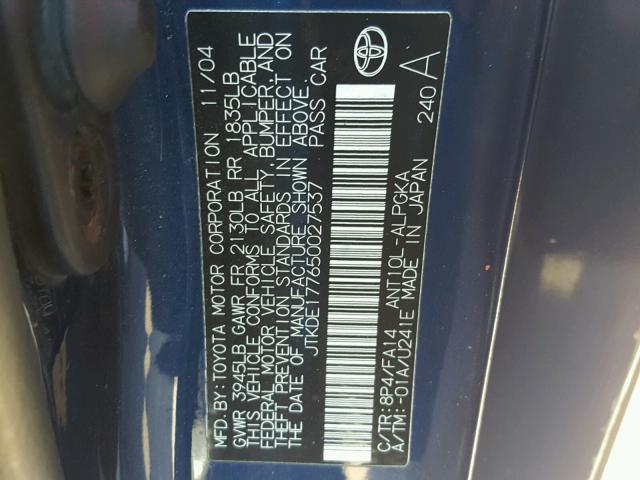 MFD.BY:TOYOTA MOTOR CORPORATION 11/04
GVWR 3945LB GAWR FR 2130LB RR 1835LB
THIS VEHICLE CONFORMS TO ALL APPLICABLE
FEDERAL MOTOR VEHICLE SAFETY, BUMPER, AND
THEFT PREVENTION STANDARDS IN EFFECT ON
THE DATE OF MANUFACTURE SHOWN ABOVE.
JTKDE177650027537 PASS CAR
C/TR:8P4/FA14 ANT10L-ALPGKA
A/TM:-01A/U241E MADE IN JAPAN
240 A